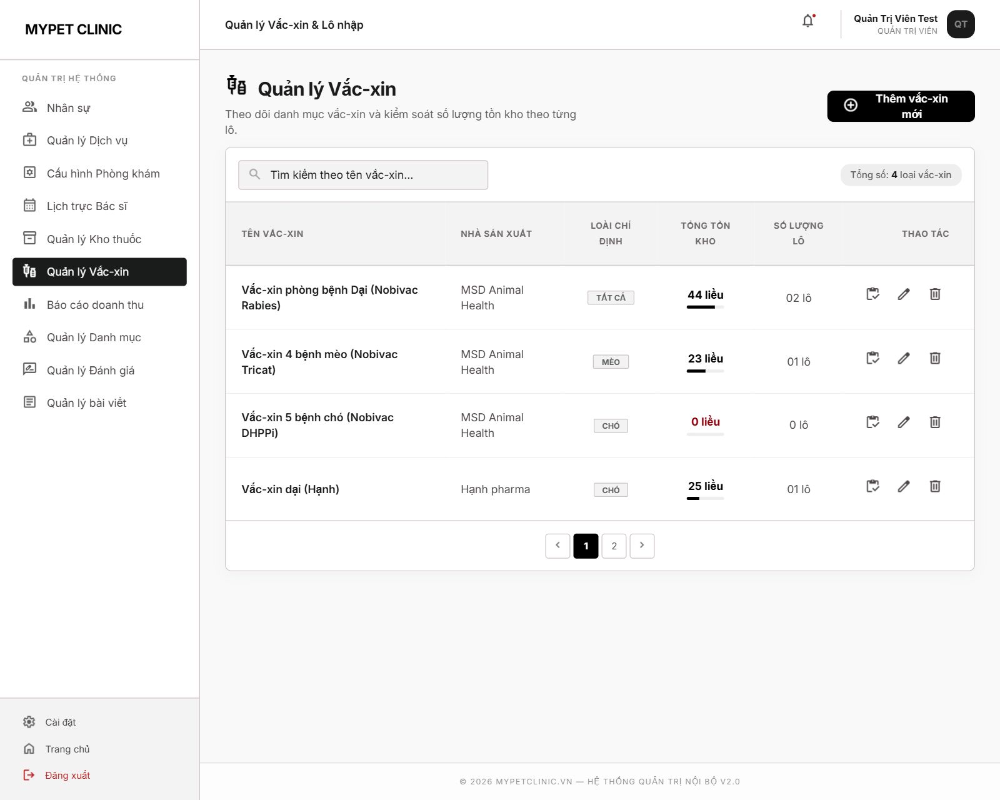 MYPET CLINIC
QUẢN TRỊ HỆ THỐNG
Nhân sự
Quản lý Dịch vụ
Cấu hình Phòng khám
Lịch trực Bác sĩ
Quản lý Kho thuốc
Quản lý Vắc-xin
Báo cáo doanh thu
Quản lý Danh mục
Quản lý Đánh giá
Quản lý bài viết
Cài đặt
Trang chủ
Đăng xuất
Quản lý Vắc-xin & Lô nhập
Quản Trị Viên Test
QUẢN TRỊ VIÊN
QT
Quản lý Vắc-xin
Theo dõi danh mục vắc-xin và kiểm soát số lượng tồn kho theo từng
lô.
Thêm vắc-xin
mới
Tìm kiếm theo tên vắc-xin...
Tổng số: 4 loại vắc-xin
TÊN VẮC-XIN
NHÀ SẢN XUẤT
LOÀI CHỈ
ĐỊNH
TỔNG TỒN
KHO
SỐ LƯỢNG
LÔ
THAO TÁC
Vắc-xin phòng bệnh Dại (Nobivac
Rabies)
MSD Animal
Health
TẤT CẢ
44 liều
02 lô
Vắc-xin 4 bệnh mèo (Nobivac
Tricat)
MSD Animal
Health
MÈO
23 liều
01 lô
Vắc-xin 5 bệnh chó (Nobivac
DHPPi)
MSD Animal
Health
CHÓ
0 liều
0 lô
Vắc-xin dại (Hạnh)
Hạnh pharma
CHÓ
25 liều
01 lô
1
2
© 2026 MYPETCLINIC.VN — HỆ THỐNG QUẢN TRỊ NỘI BỘ V2.0